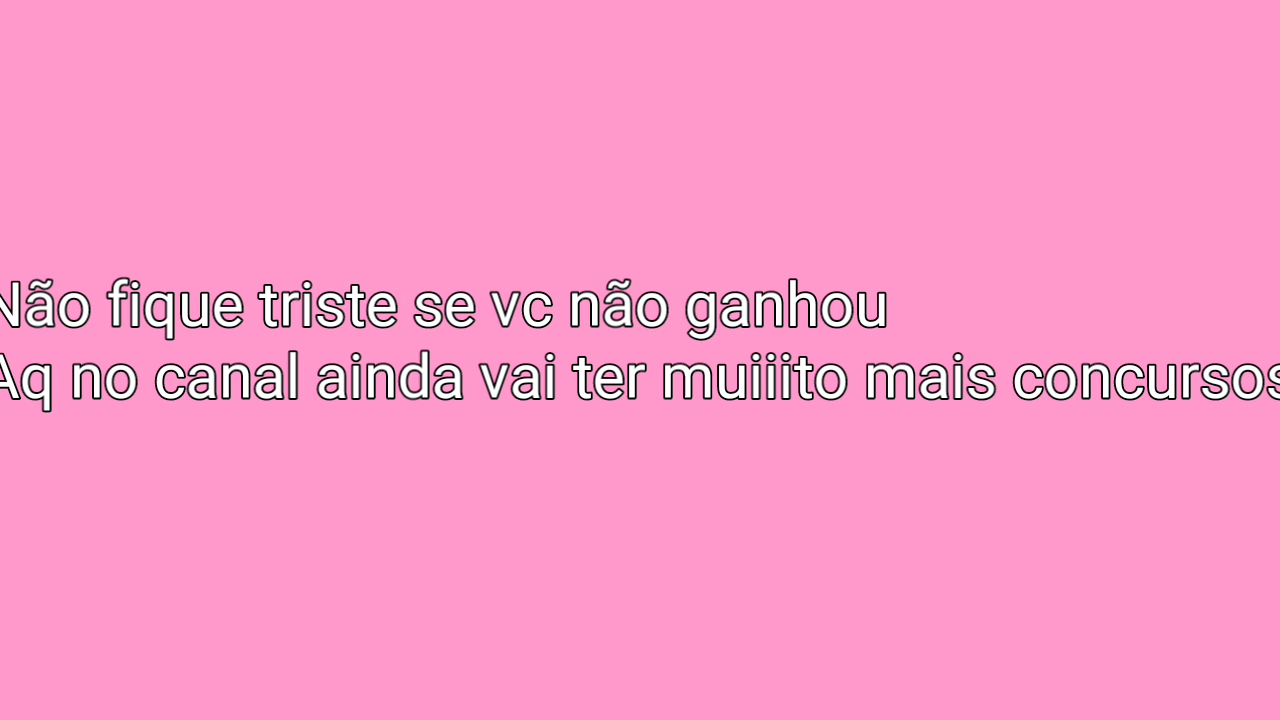 Não fique triste se vc não ganhou
Aq no canal ainda vai ter muiiito mais concursos